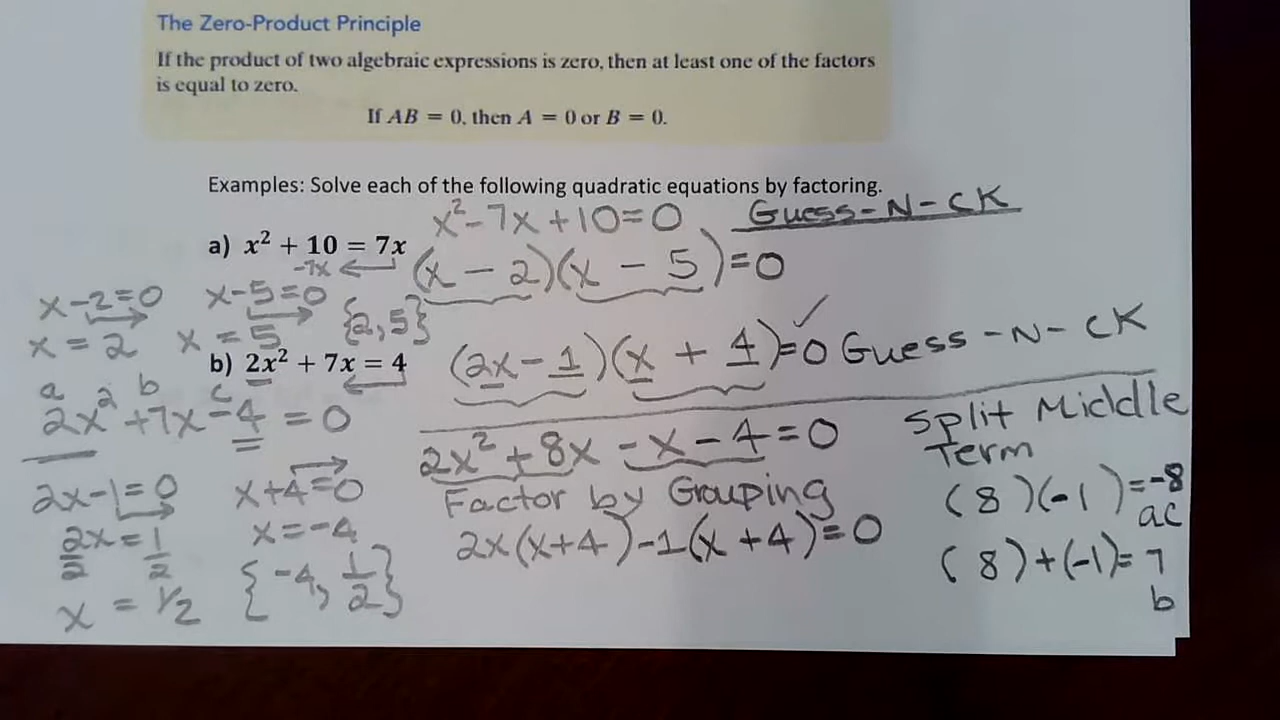 The Zero-Product Principle
If the product of two algebraic expressions is zero, then at least one of the factors
is equal to zero.
If AB = 0, then A = 0 or B = 0.
Examples: Solve each of the following quadratic equations by factoring.
x² - 7x + 10 = 0 Guess-N-CK
a) x² + 10 = 7x
-7x
(x - 2)(x - 5) = 0
x - 2 = 0 x - 5 = 0
x = 2 x = 5 {2, 5}
b) 2x² + 7x = 4
(2x - 1)(x + 4) = 0 ✓ Guess-N-CK
a b c
2x² + 7x - 4 = 0
2x - 1 = 0 x + 4 = 0
2x/2 = 1/2 x = -4
x = 1/2 {-4, 1/2}
2x² + 8x - x - 4 = 0
Factor by Grouping
2x(x + 4) - 1(x + 4) = 0
Split Middle
Term
(8)(-1) = -8
ac
(8) + (-1) = 7
b